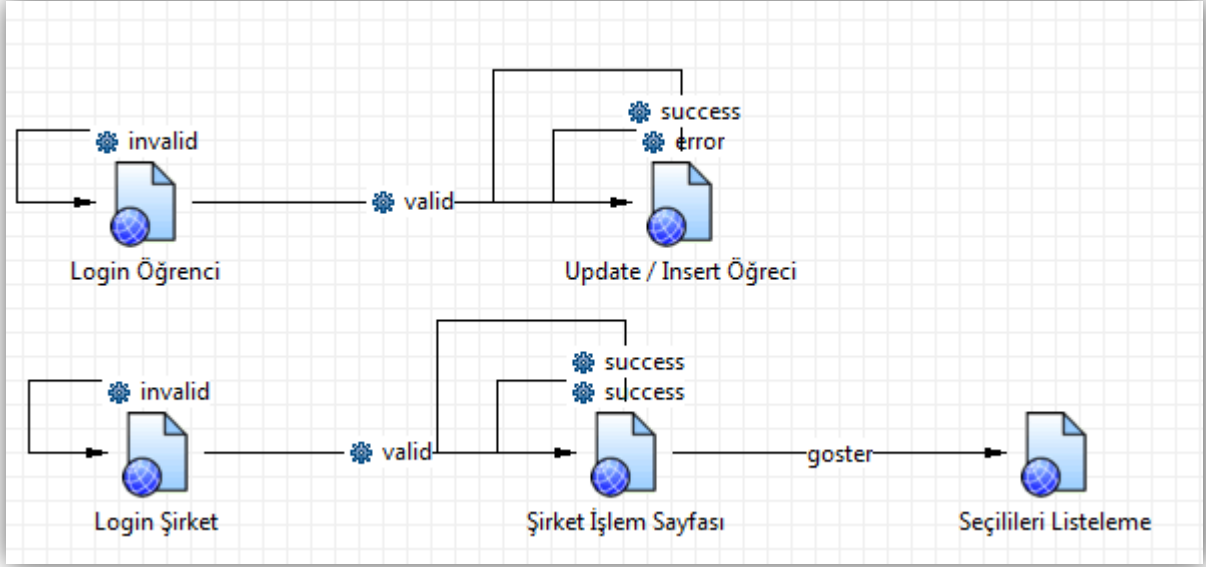 success
invalid
error
valid
Login Öğrenci
Update / Insert Öğreci
success
invalid
success
valid
goster
Login Şirket
Şirket İşlem Sayfası
Seçilileri Listeleme